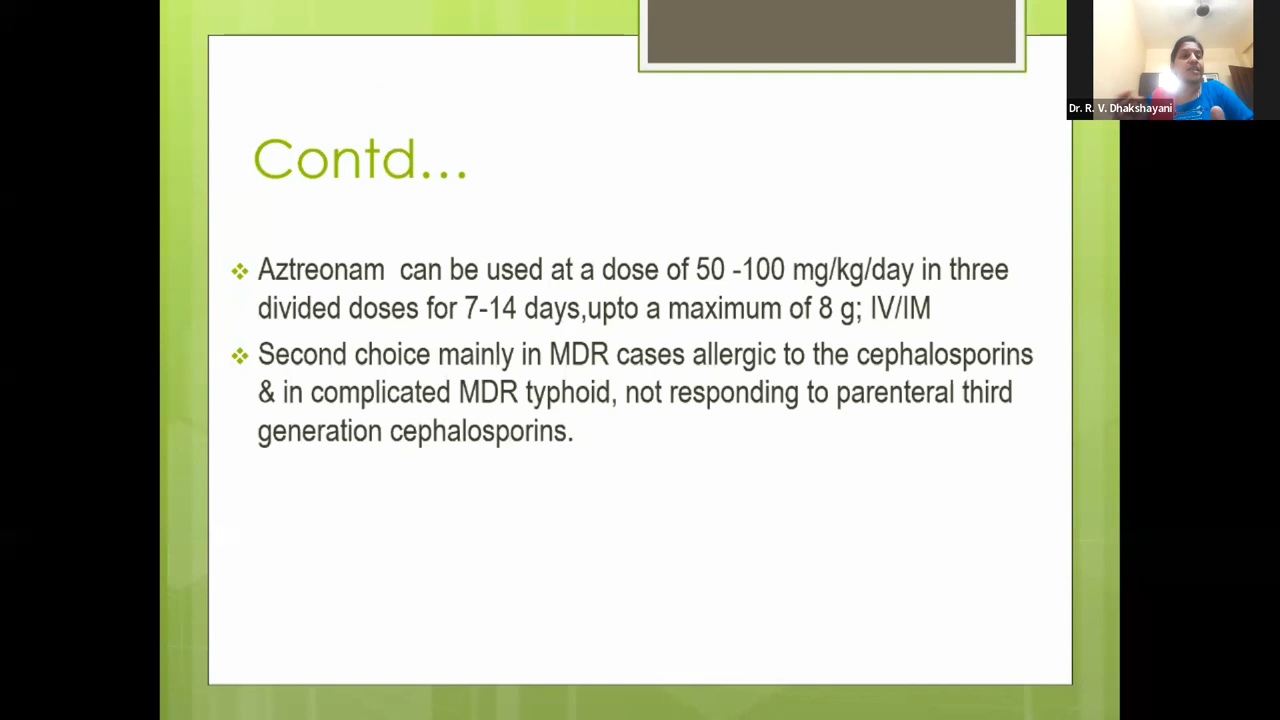 Dr. R. V. Dhakshayani
Contd...
Aztreonam can be used at a dose of 50 -100 mg/kg/day in three
divided doses for 7-14 days,upto a maximum of 8 g; IV/IM
Second choice mainly in MDR cases allergic to the cephalosporins
& in complicated MDR typhoid, not responding to parenteral third
generation cephalosporins.